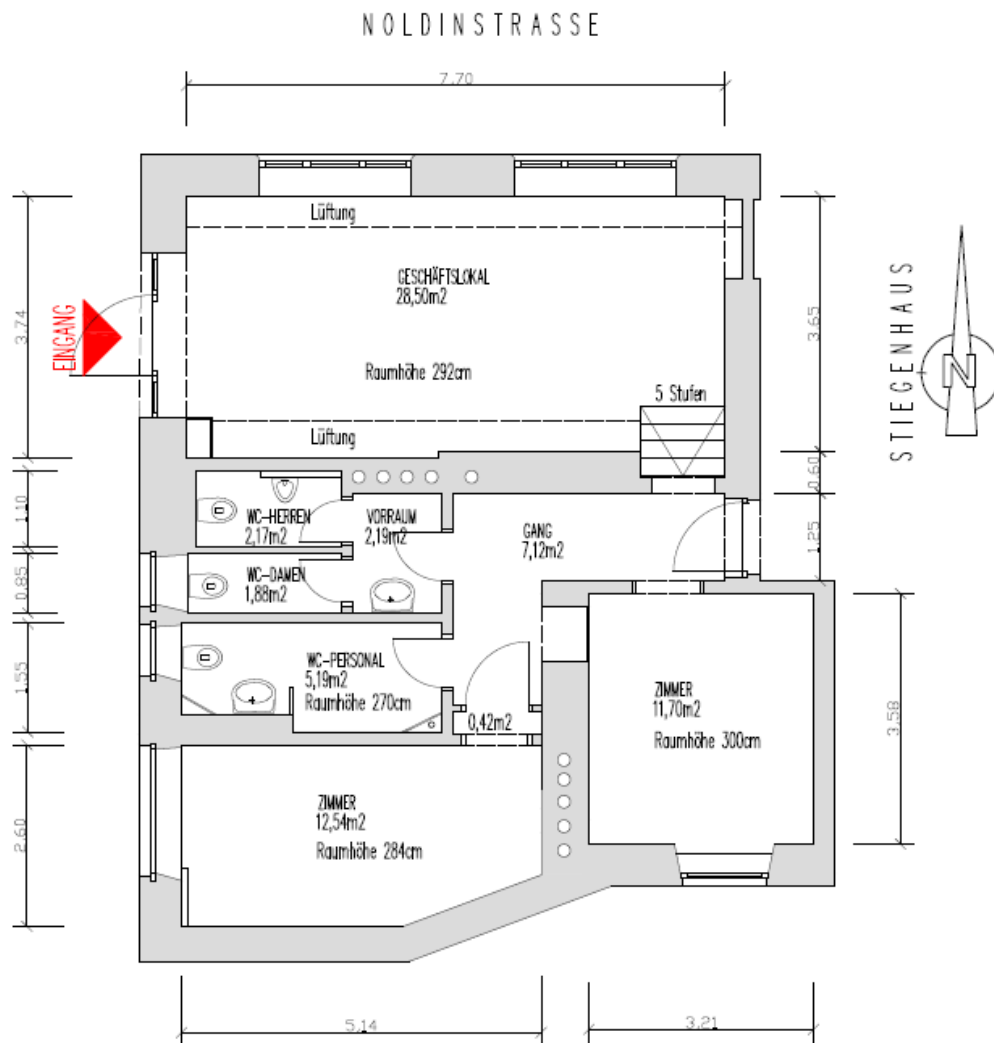 NOLDINSTRASSE
7.70
Lüftung
GESCHÄFTSLOKAL
28,50m2
EINGANG
3.74
3.65
STIEGENHAUS
N
Raumhöhe 292cm
5 Stufen
Lüftung
0.60
1.10
WC-HERREN
2,17m2
VORRAUM
2,19m2
GANG
7,12m2
1.25
0.85
WC-DAMEN
1,88m2
1.55
WC-PERSONAL
5,19m2
Raumhöhe 270cm
0,42m2
ZIMMER
11,70m2
Raumhöhe 300cm
3.58
2.60
ZIMMER
12,54m2
Raumhöhe 284cm
5.14
3.21